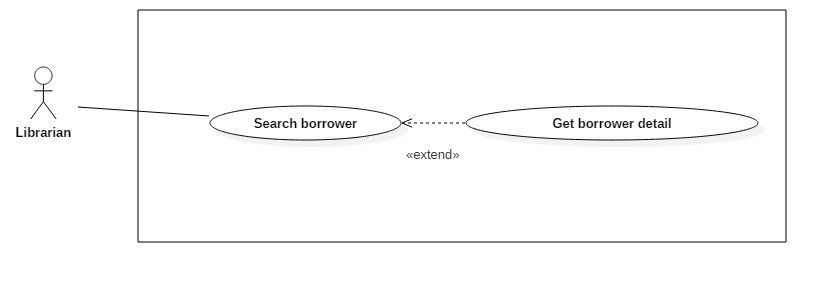 Librarian
Search borrower
Get borrower detail
«extend»